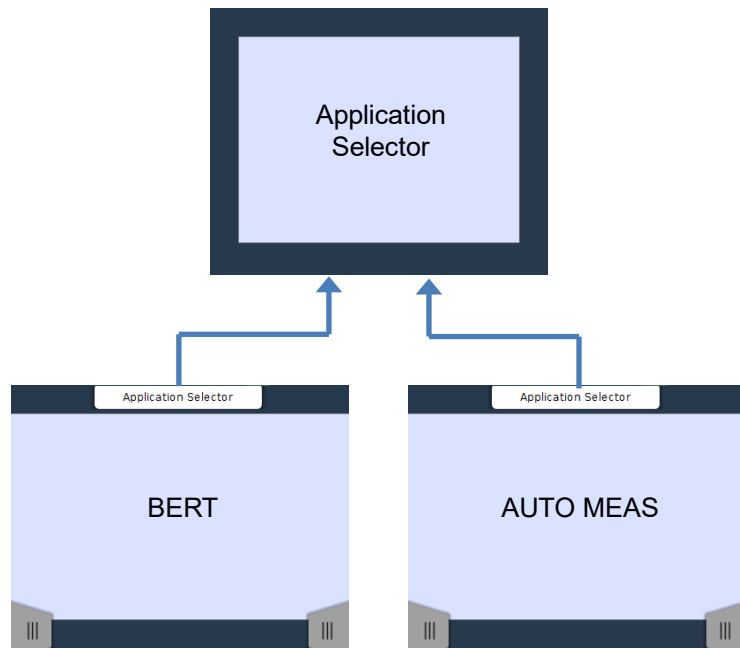 Application
Selector
Application Selector
Application Selector
BERT
AUTO MEAS